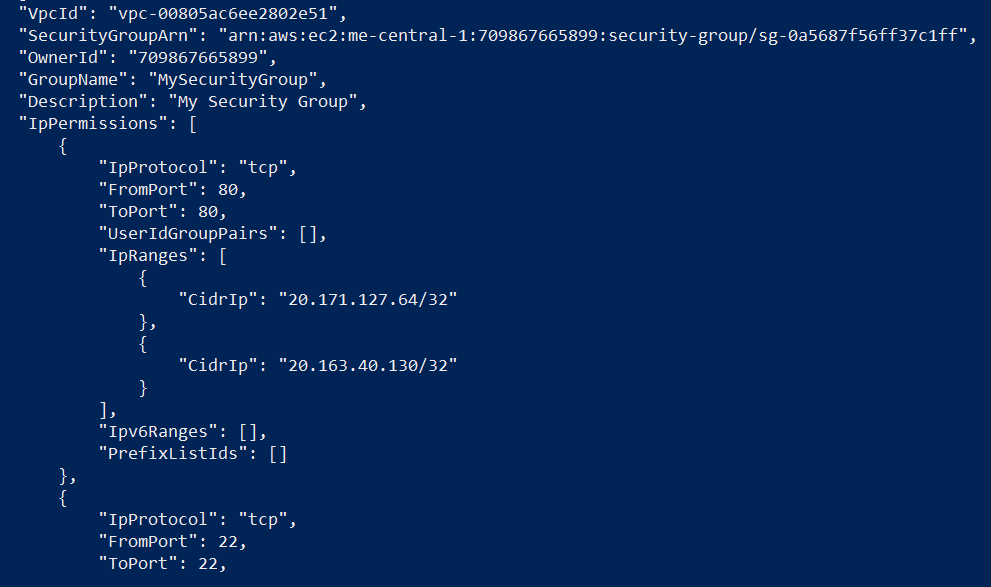 "VpcId": "vpc-00805ac6ee2802e51",
"SecurityGroupArn": "arn:aws:ec2:me-central-1:709867665899:security-group/sg-0a5687f56ff37c1ff",
"OwnerId": "709867665899",
"GroupName": "MySecurityGroup",
"Description": "My Security Group",
"IpPermissions": [
{
"IpProtocol": "tcp",
"FromPort": 80,
"ToPort": 80,
"UserIdGroupPairs": [],
"IpRanges": [
{
"CidrIp": "20.171.127.64/32"
},
{
"CidrIp": "20.163.40.130/32"
}
],
"Ipv6Ranges": [],
"PrefixListIds": []
},
{
"IpProtocol": "tcp",
"FromPort": 22,
"ToPort": 22,